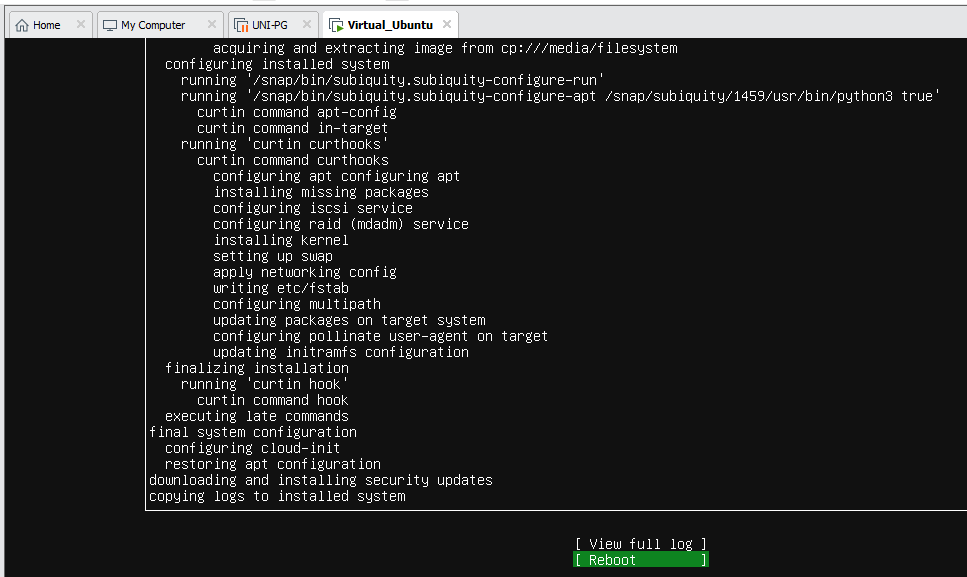 Home My Computer UNI-PG Virtual_Ubuntu
acquiring and extracting image from cp:///media/filesystem
configuring installed system
running '/snap/bin/subiquity.subiquity-configure-run'
running '/snap/bin/subiquity.subiquity-configure-apt /snap/subiquity/1459/usr/bin/python3 true'
curtin command apt-config
curtin command in-target
running 'curtin curthooks'
curtin command curthooks
configuring apt configuring apt
installing missing packages
configuring iscsi service
configuring raid (mdadm) service
installing kernel
setting up swap
apply networking config
writing etc/fstab
configuring multipath
updating packages on target system
configuring pollinate user-agent on target
updating initramfs configuration
finalizing installation
running 'curtin hook'
curtin command hook
executing late commands
final system configuration
configuring cloud-init
restoring apt configuration
downloading and installing security updates
copying logs to installed system
[ View full log ]
[ Reboot ]